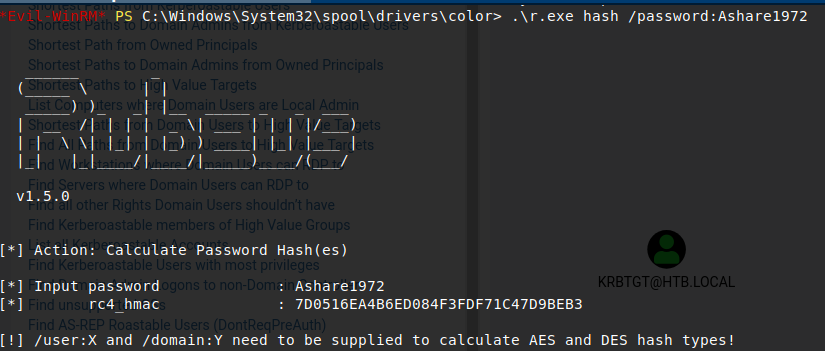 *Evil-WinRM* PS C:\Windows\System32\spool\drivers\color> .\r.exe hash /password:Ashare1972
Shortest Paths to Domain Admins from Kerberoastable Users
Shortest Path from Owned Principals
Shortest Paths to Domain Admins from Owned Principals
Shortest Paths to High Value Targets
List Computers where Domain Users are Local Admin
Shortest Paths from Domain Users to High Value Targets
Find All Paths from Domain Users to High Value Targets
Find Workstations where Domain Users can RDP to
Find Servers where Domain Users can RDP to
Rubeus
v1.5.0
Find all other Rights Domain Users shouldn't have
Find Kerberoastable members of High Value Groups
List all Kerberoastable Accounts
[*] Action: Calculate Password Hash(es)
Find Kerberoastable Users with most privileges
[*] Input password : Ashare1972
[*] rc4_hmac : 7D0516EA4B6ED084F3FDF71C47D9BEB3
Find AS-REP Roastable Users (DontReqPreAuth)
[!] /user:X and /domain:Y need to be supplied to calculate AES and DES hash types!
KRBTGT@HTB.LOCAL